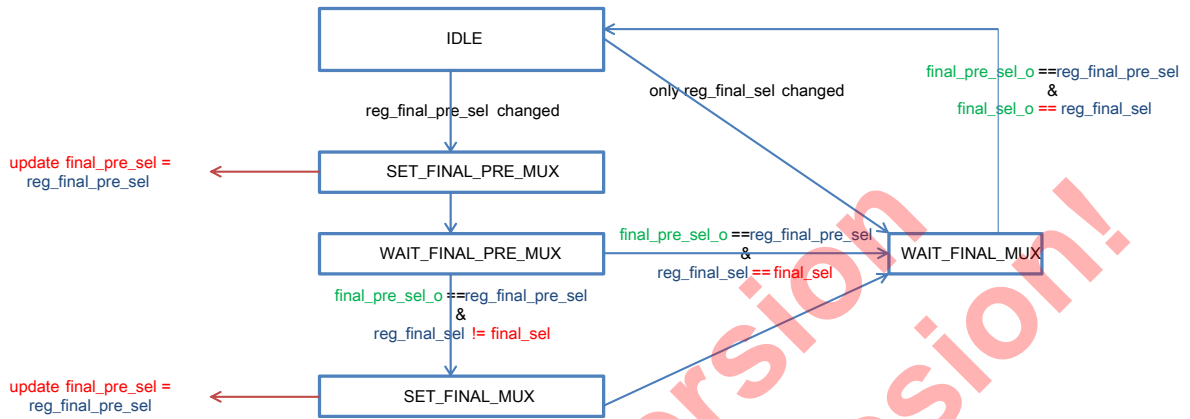 IDLE
final_pre_sel_o ==reg_final_pre_sel
&
final_sel_o == reg_final_sel
only reg_final_sel changed
reg_final_pre_sel changed
update final_pre_sel =
reg_final_pre_sel
SET_FINAL_PRE_MUX
WAIT_FINAL_PRE_MUX
final_pre_sel_o ==reg_final_pre_sel
&
reg_final_sel == final_sel
WAIT_FINAL_MUX
final_pre_sel_o ==reg_final_pre_sel
&
reg_final_sel != final_sel
update final_pre_sel =
reg_final_pre_sel
SET_FINAL_MUX